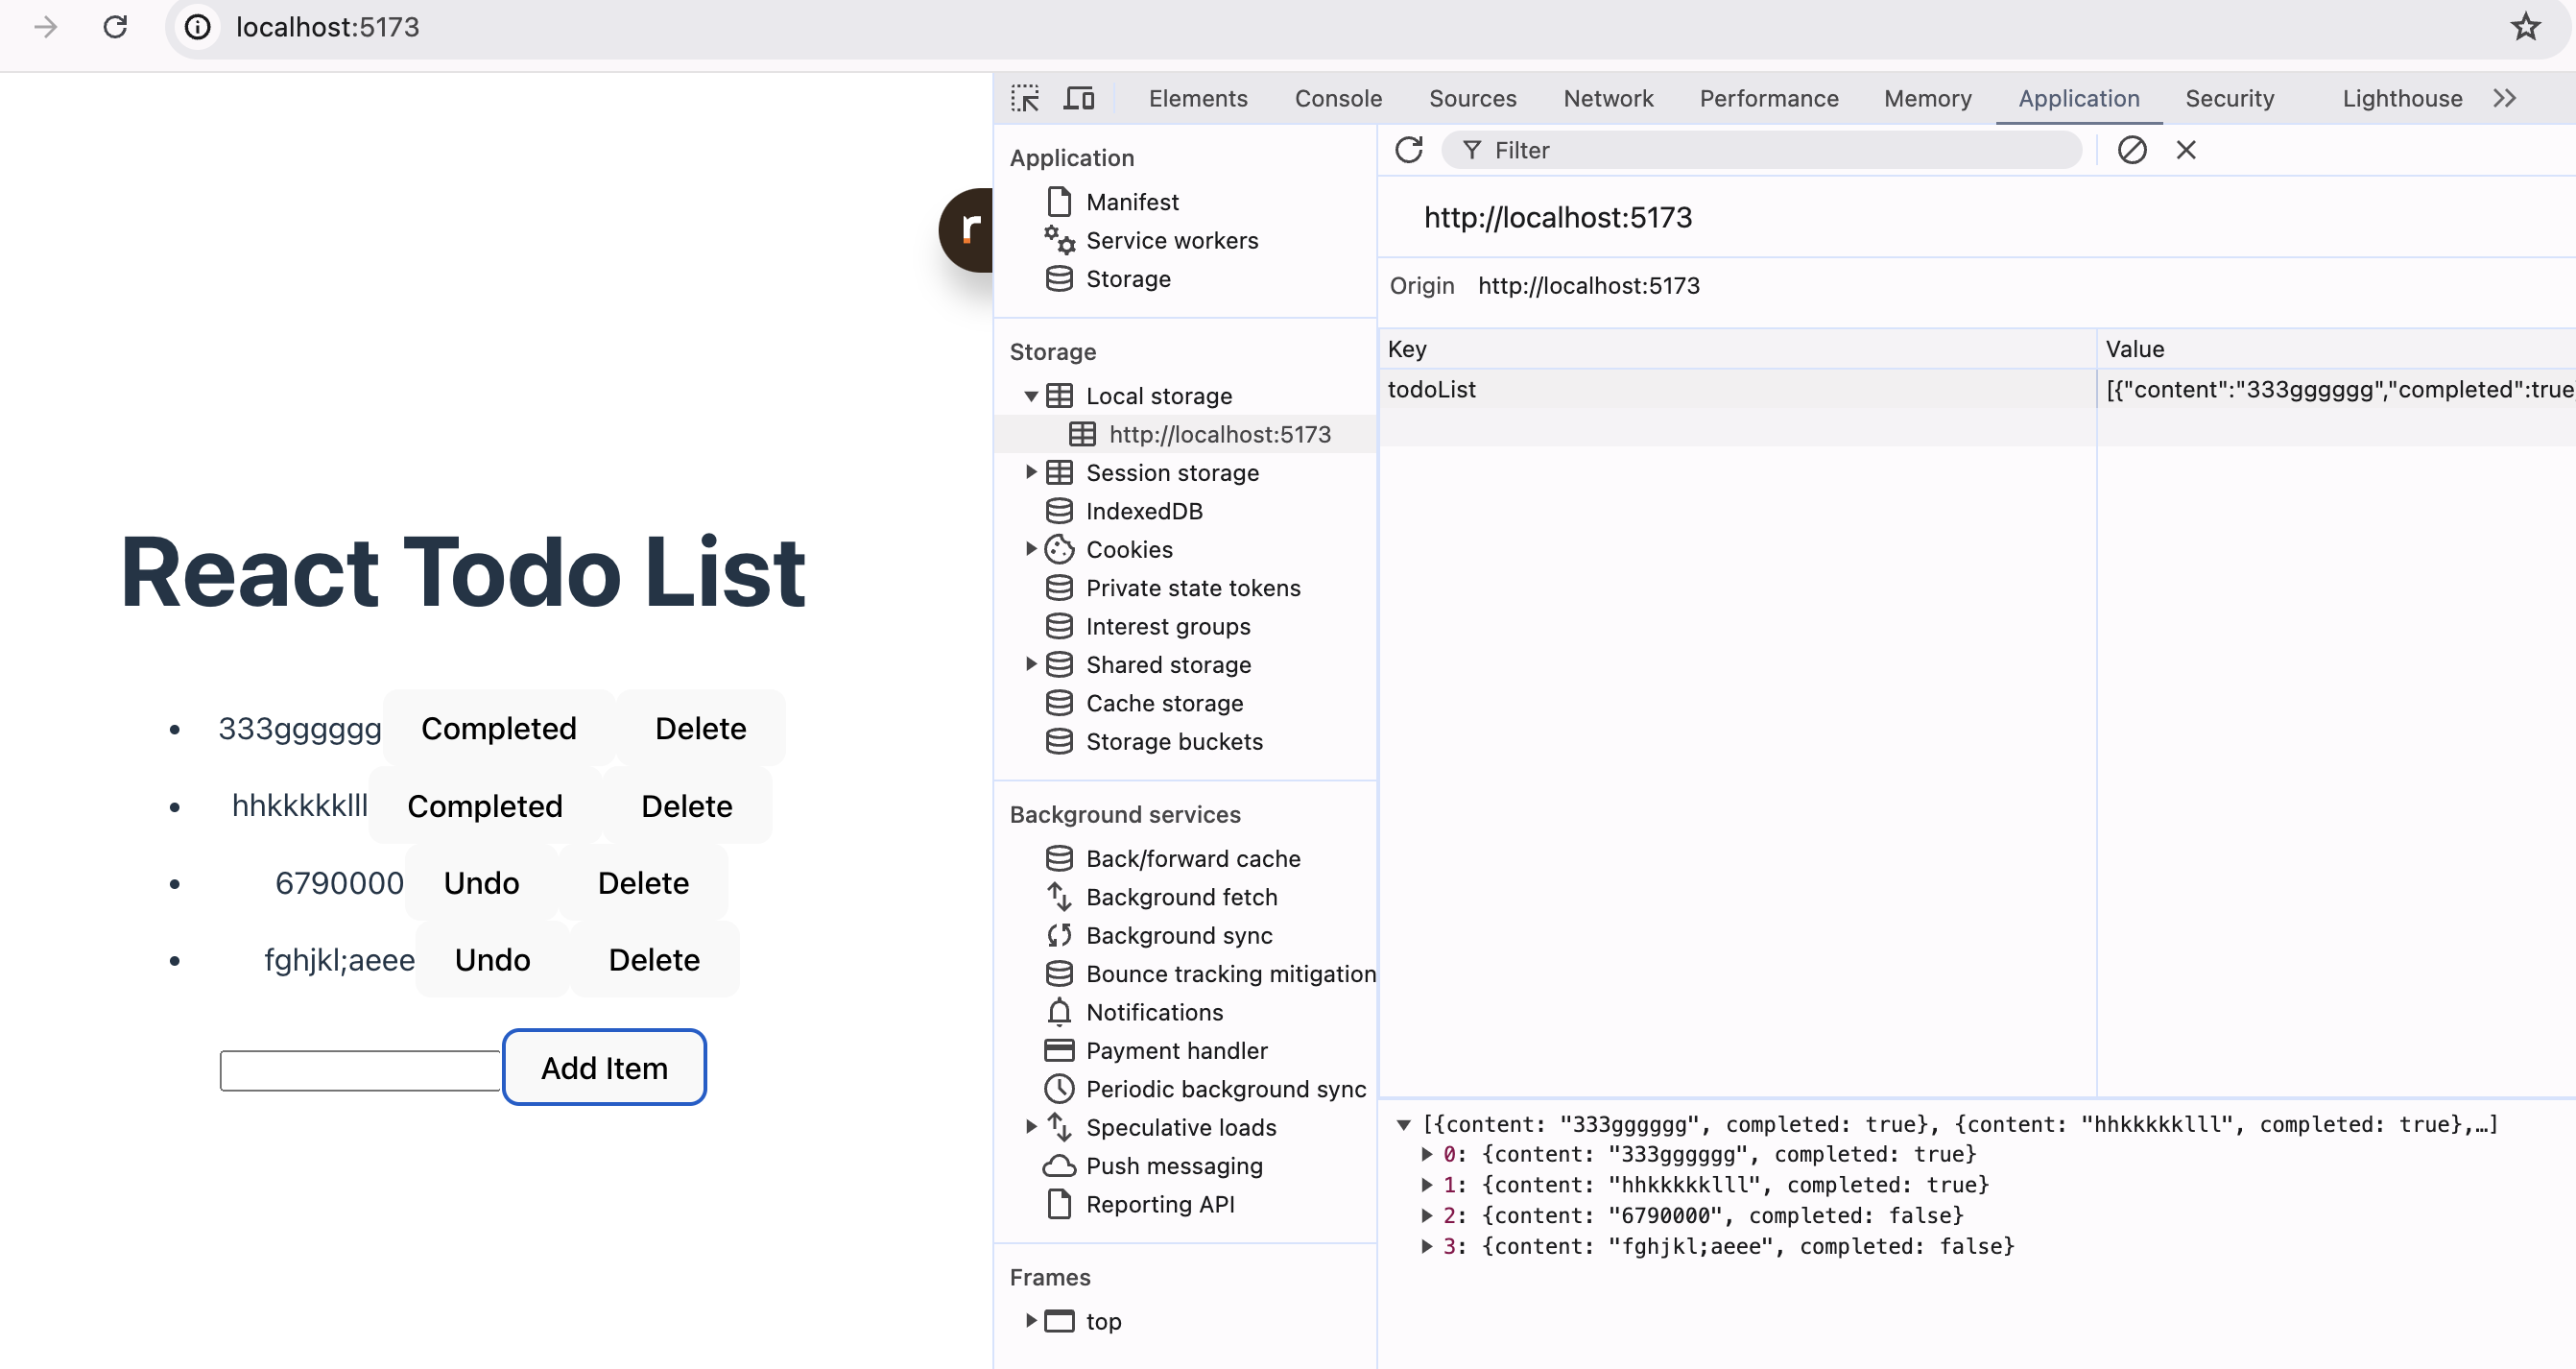 localhost:5173
Elements Console Sources Network Performance Memory Application Security Lighthouse
r
React Todo List
333gggggg Completed Delete
hhkkkkklll Completed Delete
6790000 Undo Delete
fghjkl;aeee Undo Delete
Add Item
Application
Manifest
Service workers
Storage
Storage
Local storage
http://localhost:5173
Session storage
IndexedDB
Cookies
Private state tokens
Interest groups
Shared storage
Cache storage
Storage buckets
Background services
Back/forward cache
Background fetch
Background sync
Bounce tracking mitigation
Notifications
Payment handler
Periodic background sync
Speculative loads
Push messaging
Reporting API
Frames
top
Filter
http://localhost:5173
Origin http://localhost:5173
Key Value
todoList [{"content":"333gggggg","completed":true
[{content: "333gggggg", completed: true}, {content: "hhkkkkklll", completed: true},…]
0: {content: "333gggggg", completed: true}
1: {content: "hhkkkkklll", completed: true}
2: {content: "6790000", completed: false}
3: {content: "fghjkl;aeee", completed: false}